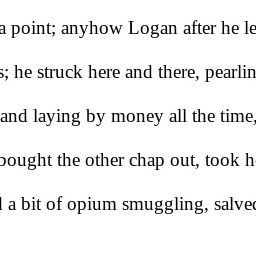 a point; anyhow Logan after he le
s; he struck here and there, pearlin
and laying by money all the time,
bought the other chap out, took h
l a bit of opium smuggling, salve